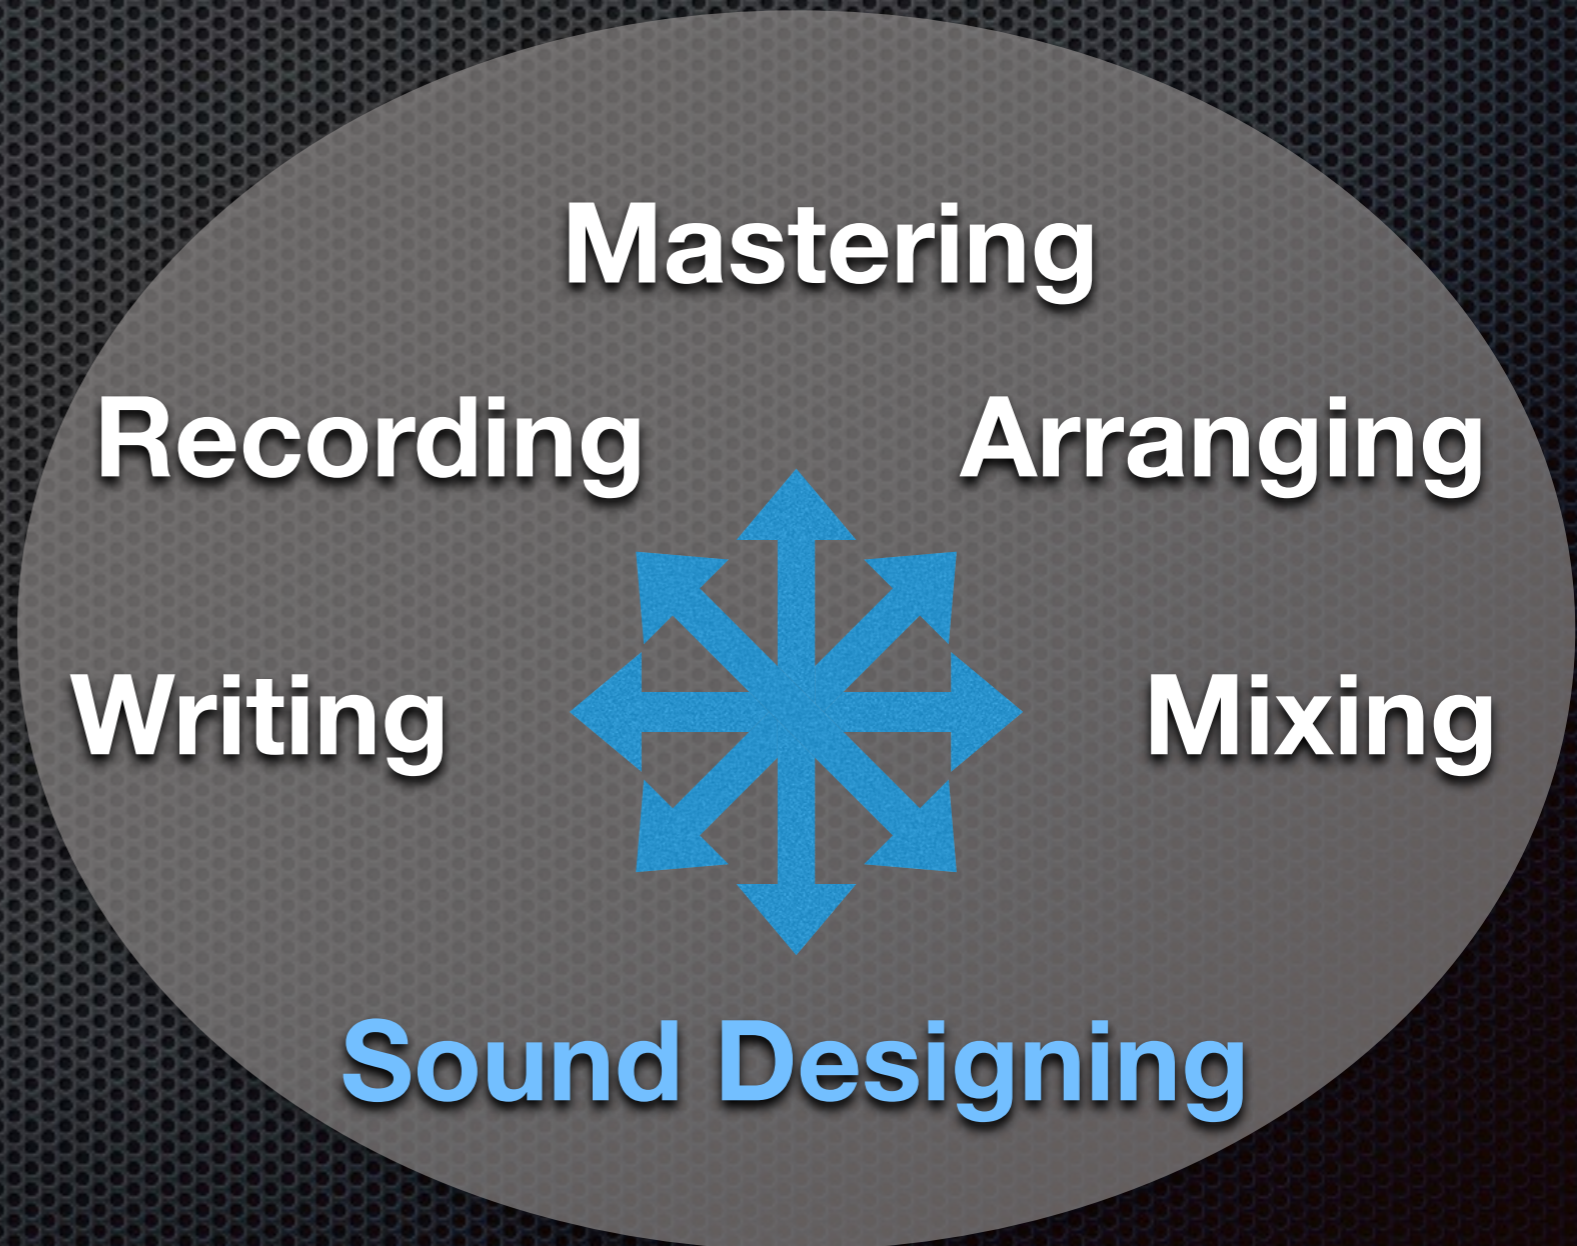 Mastering
Recording
Arranging
Writing
Mixing
Sound Designing